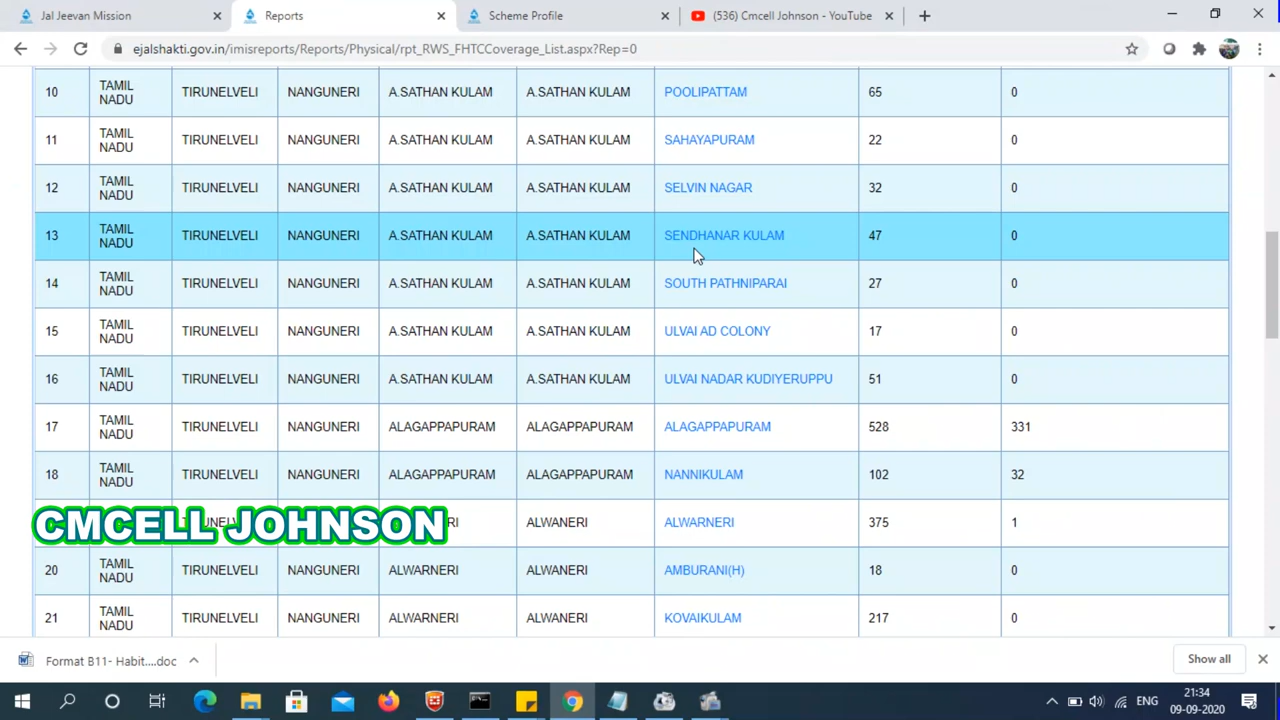 Jal Jeevan Mission Reports Scheme Profile (536) Cmcell Johnson - YouTube
ejalshakti.gov.in/imisreports/Reports/Physical/rpt_RWS_FHTCCoverage_List.aspx?Rep=0
10 TAMIL NADU TIRUNELVELI NANGUNERI A.SATHAN KULAM A.SATHAN KULAM POOLIPATTAM 65 0
11 TAMIL NADU TIRUNELVELI NANGUNERI A.SATHAN KULAM A.SATHAN KULAM SAHAYAPURAM 22 0
12 TAMIL NADU TIRUNELVELI NANGUNERI A.SATHAN KULAM A.SATHAN KULAM SELVIN NAGAR 32 0
13 TAMIL NADU TIRUNELVELI NANGUNERI A.SATHAN KULAM A.SATHAN KULAM SENDHANAR KULAM 47 0
14 TAMIL NADU TIRUNELVELI NANGUNERI A.SATHAN KULAM A.SATHAN KULAM SOUTH PATHNIPARAI 27 0
15 TAMIL NADU TIRUNELVELI NANGUNERI A.SATHAN KULAM A.SATHAN KULAM ULVAI AD COLONY 17 0
16 TAMIL NADU TIRUNELVELI NANGUNERI A.SATHAN KULAM A.SATHAN KULAM ULVAI NADAR KUDIYERUPPU 51 0
17 TAMIL NADU TIRUNELVELI NANGUNERI ALAGAPPAPURAM ALAGAPPAPURAM ALAGAPPAPURAM 528 331
18 TAMIL NADU TIRUNELVELI NANGUNERI ALAGAPPAPURAM ALAGAPPAPURAM NANNIKULAM 102 32
CMCELL JOHNSON ALWANERI ALWARNERI 375 1
20 TAMIL NADU TIRUNELVELI NANGUNERI ALWARNERI ALWANERI AMBURANI(H) 18 0
21 TAMIL NADU TIRUNELVELI NANGUNERI ALWARNERI ALWANERI KOVAIKULAM 217 0
Format B11- Habit....doc Show all
ENG 21:34
09-09-2020